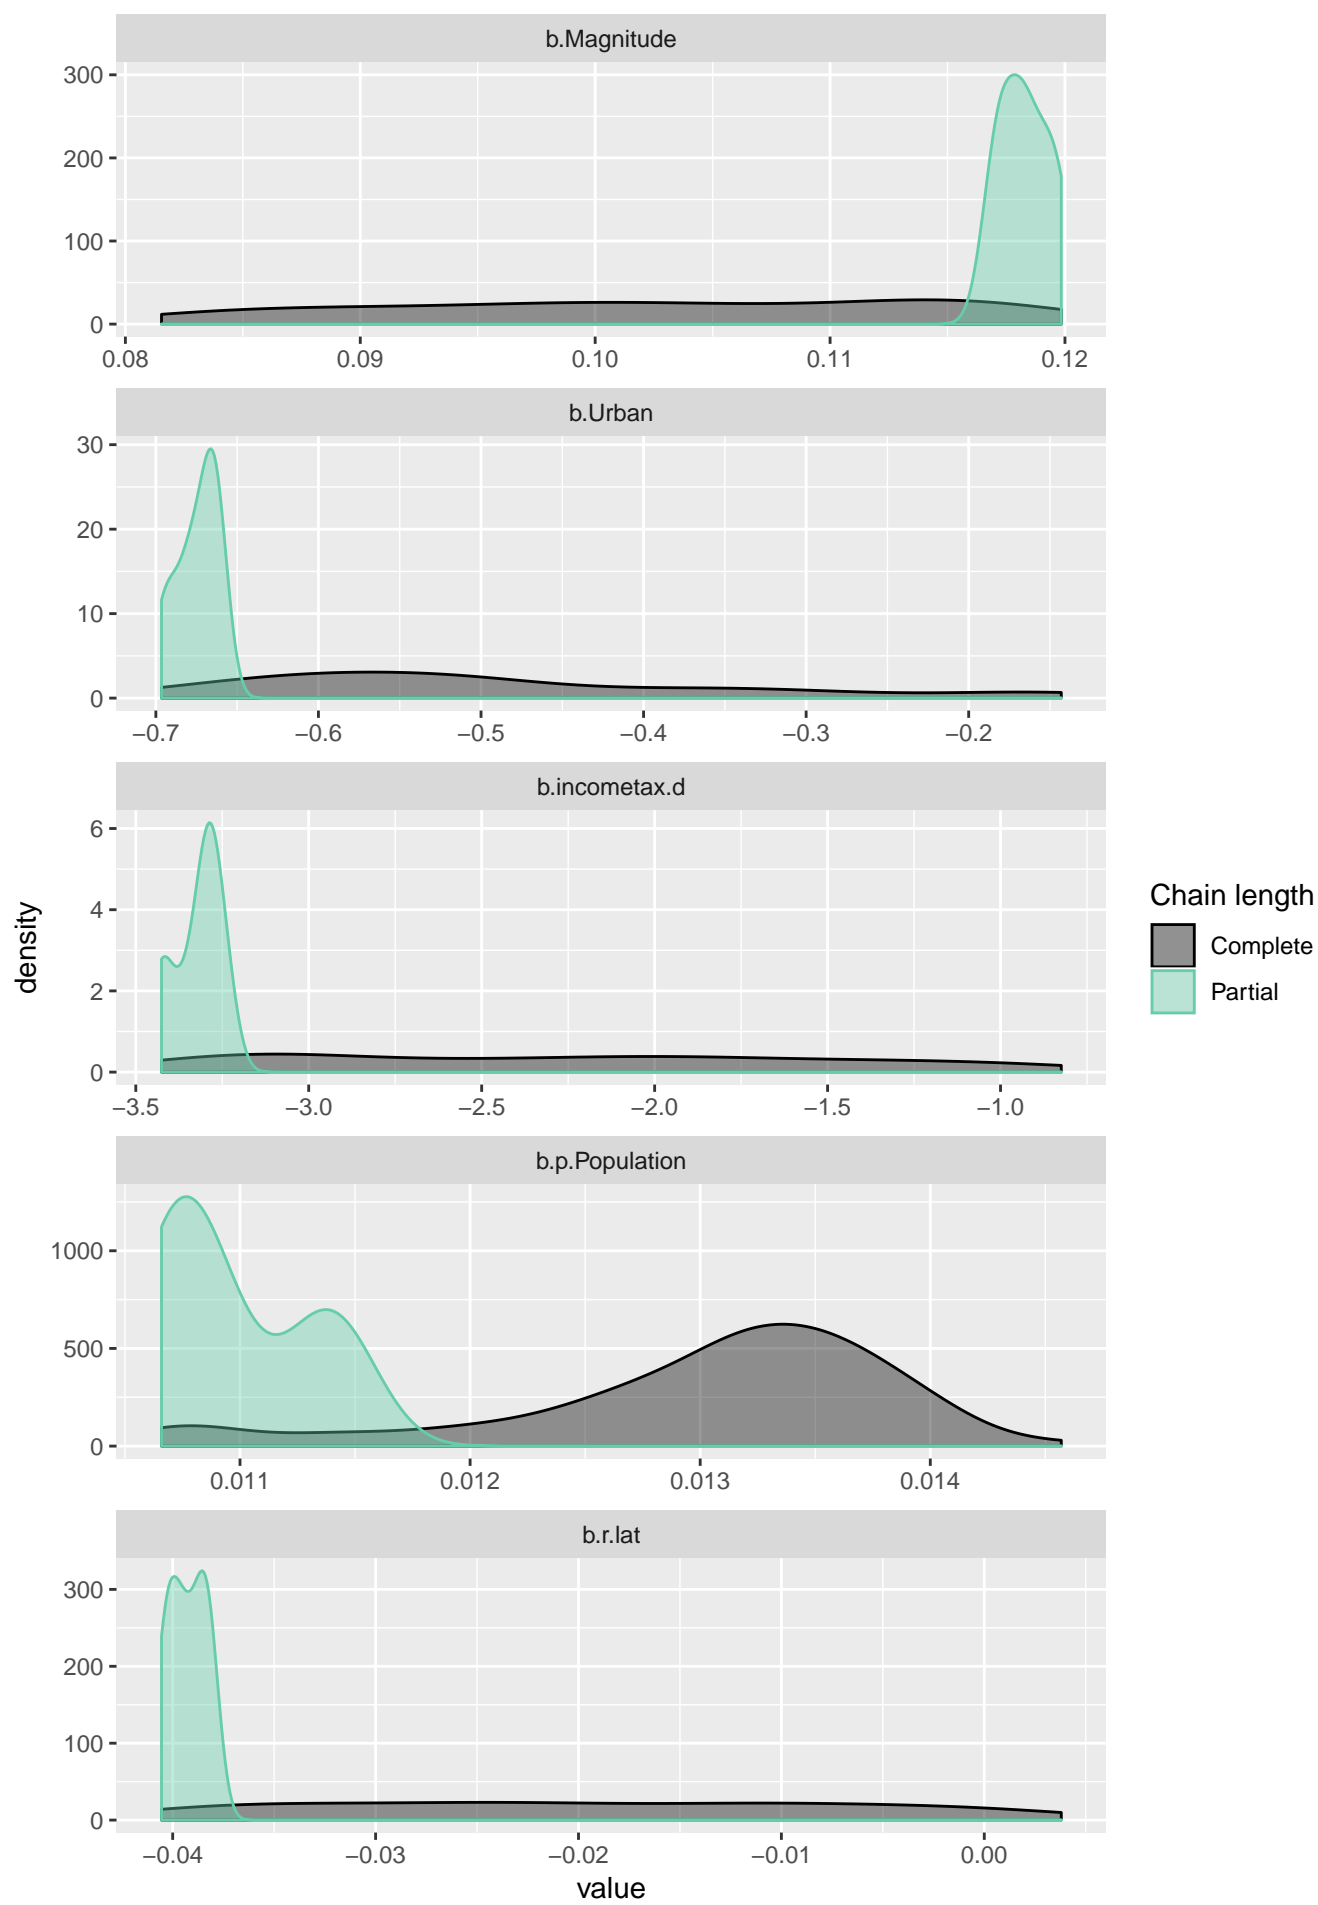 b.Magnitude
300
200
100
0
0.08 0.09 0.10 0.11 0.12
b.Urban
30
20
10
0
−0.7 −0.6 −0.5 −0.4 −0.3 −0.2
b.incometax.d
6
4
2
0
−3.5 −3.0 −2.5 −2.0 −1.5 −1.0
b.p.Population
1000
500
0
0.011 0.012 0.013 0.014
b.r.lat
300
200
100
0
−0.04 −0.03 −0.02 −0.01 0.00
value
density
Chain length
Complete
Partial